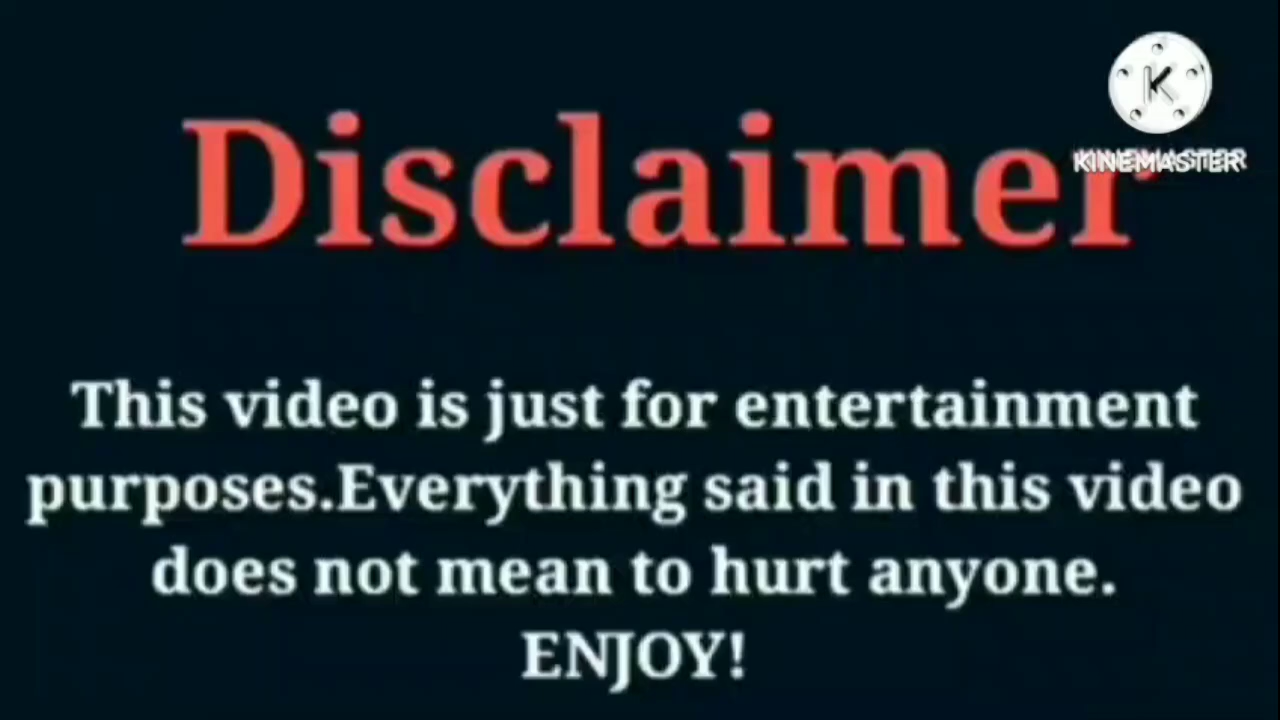 K
KINEMASTER
Disclaimer
This video is just for entertainment
purposes.Everything said in this video
does not mean to hurt anyone.
ENJOY!